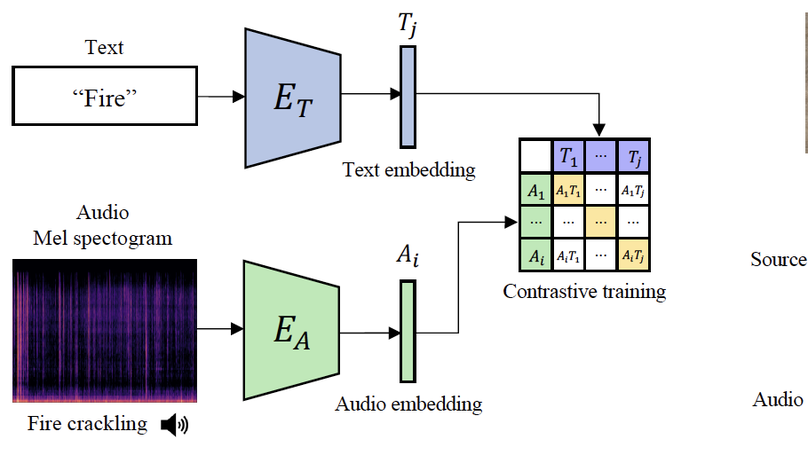 Text
“Fire”
E_T
T_j
Text embedding
T_1 ... T_j
A_1 A_1T_1 ... A_1T_j
... ... ... ...
A_i A_iT_1 ... A_iT_j
Contrastive training
Audio
Mel spectogram
E_A
A_i
Audio embedding
Fire crackling
Source
Audio